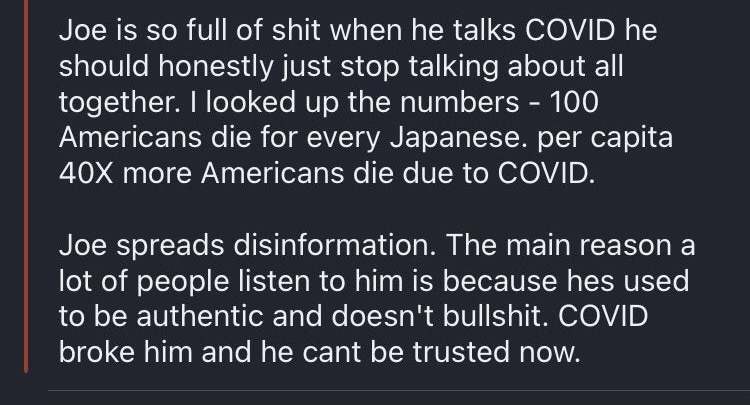 Joe is so full of shit when he talks COVID he
should honestly just stop talking about all
together. I looked up the numbers - 100
Americans die for every Japanese. per capita
40X more Americans die due to COVID.
Joe spreads disinformation. The main reason a
lot of people listen to him is because hes used
to be authentic and doesn't bullshit. COVID
broke him and he cant be trusted now.